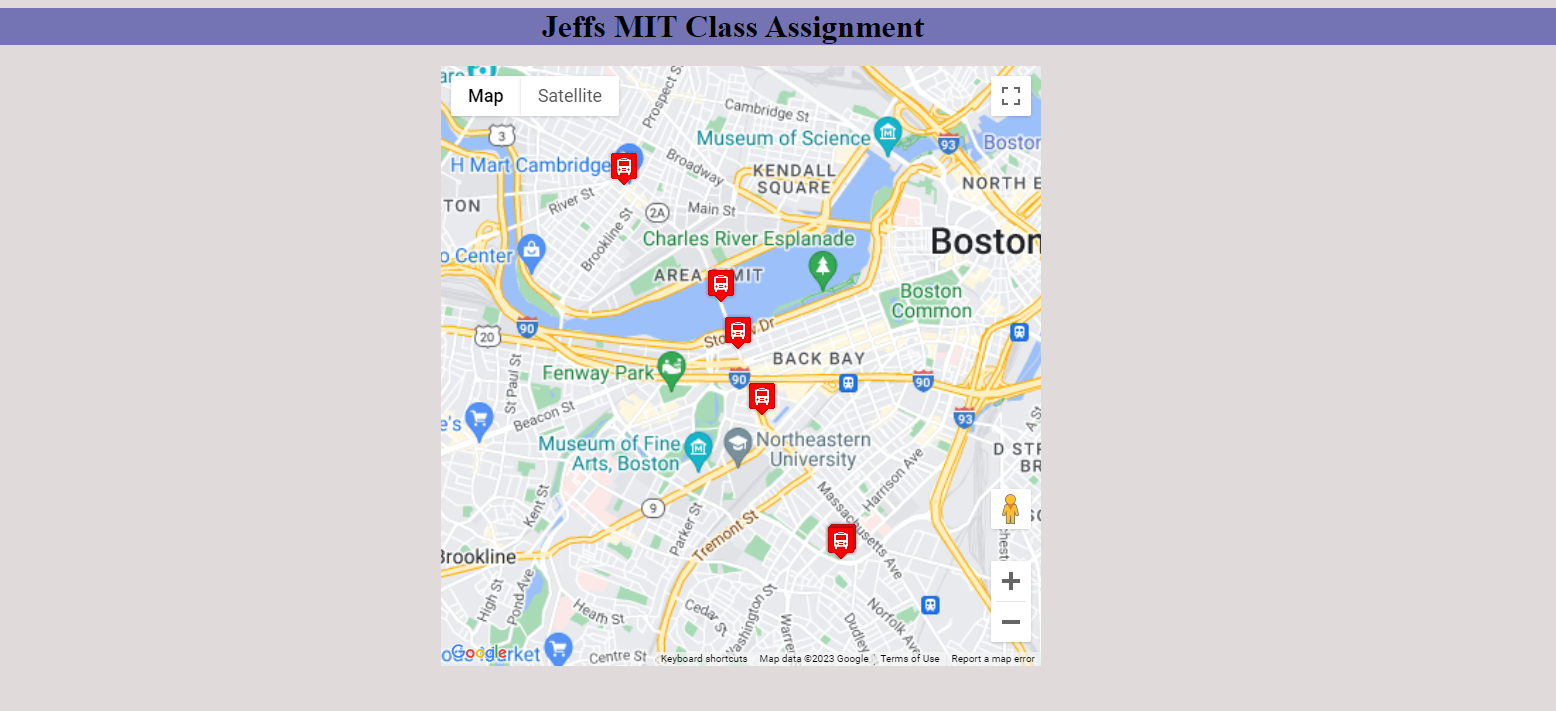 Jeffs MIT Class Assignment
Map Satellite
Prospect S
Cambridge St
3
Museum of Science
93
Boston
H Mart Cambridge
Broadway
KENDALL
SQUARE
NORTH E
River St
TON
2A
Main St
Brookline St
Charles River Esplanade
Boston
o Center
AREA
MIT
Boston
Common
90
20
Dr
BACK BAY
St Paul St
Fenway Park
90
90
Beacon St
93
e's
Museum of Fine
Arts, Boston
Northeastern
University
D STR
BR
Harrison Ave
Kent St
9
Parker St
Tremont St
Massachusetts Ave
chest
Brookline
High St
Pond Ave
Heath St
Cedar St
Washington St
Warre
Dudley
Norfolk Ave
Google
rket
Centre St
Keyboard shortcuts Map data ©2023 Google Terms of Use Report a map error